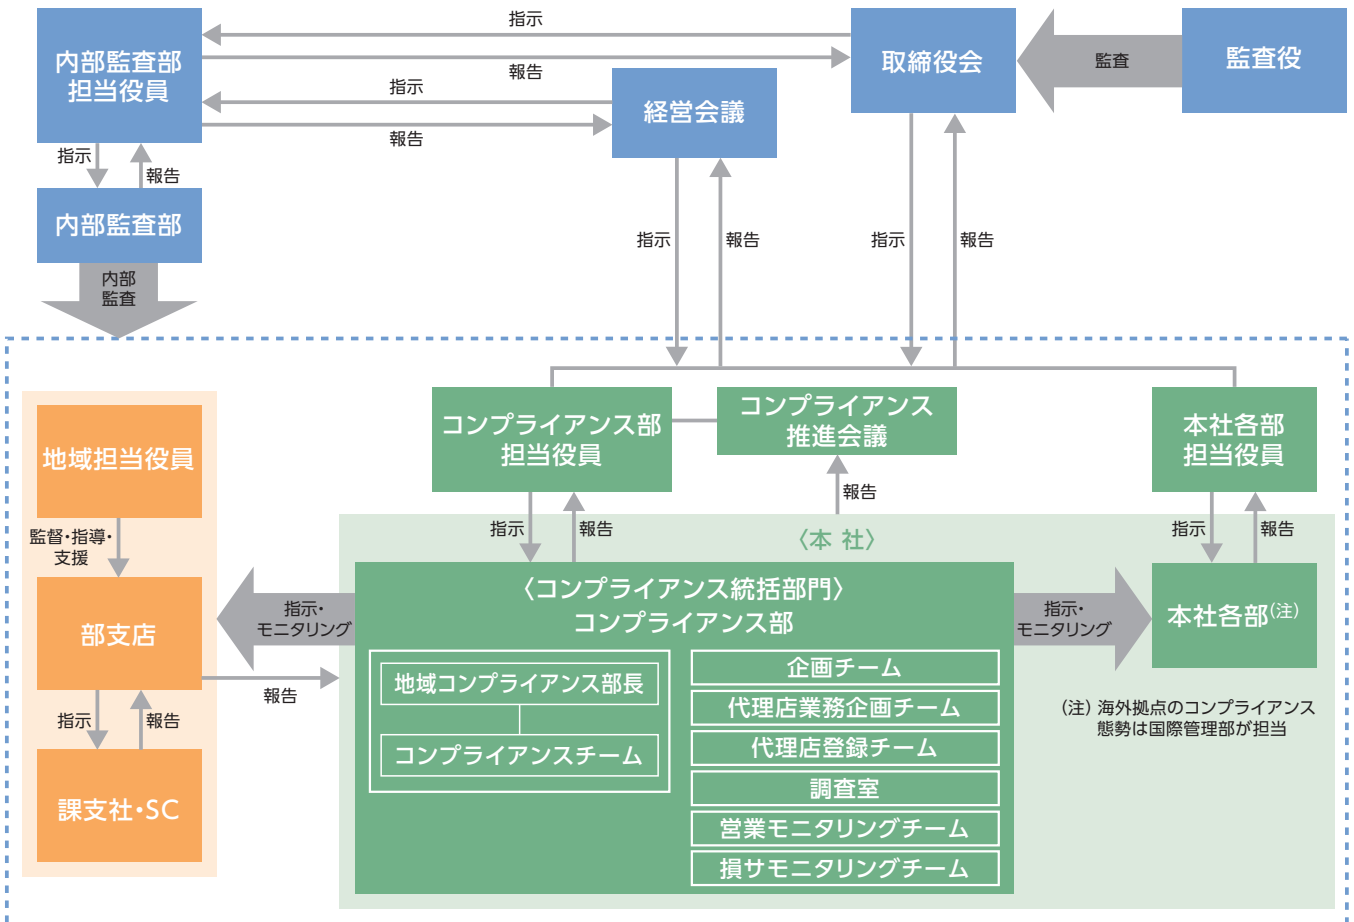 指示
報告
内部監査部
担当役員
取締役会
監査
監査役
指示
報告
経営会議
指示
報告
内部監査部
内部
監査
指示
報告
指示
報告
地域担当役員
監督・指導・
支援
部支店
指示
報告
課支社・SC
コンプライアンス部
担当役員
コンプライアンス
推進会議
本社各部
担当役員
指示
報告
報告
指示
報告
〈本 社〉
指示・
モニタリング
報告
〈コンプライアンス統括部門〉
コンプライアンス部
地域コンプライアンス部長
コンプライアンスチーム
企画チーム
代理店業務企画チーム
代理店登録チーム
調査室
営業モニタリングチーム
損サモニタリングチーム
指示・
モニタリング
本社各部(注)
(注) 海外拠点のコンプライアンス
態勢は国際管理部が担当